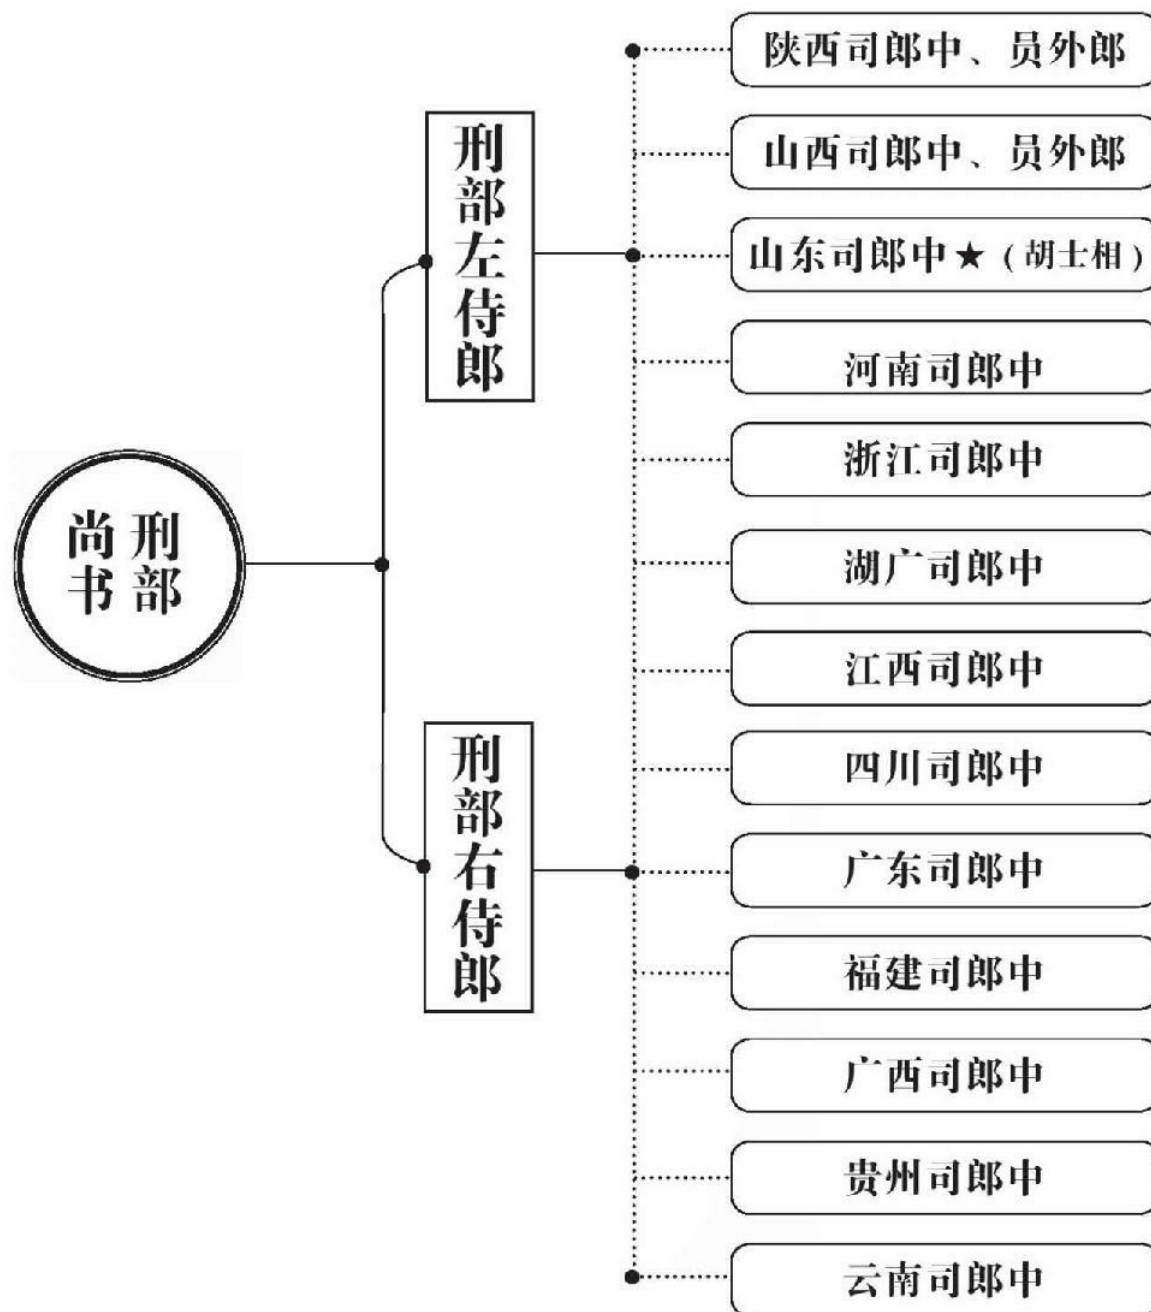 刑部尚书
刑部左侍郎
刑部右侍郎
陕西司郎中、员外郎
山西司郎中、员外郎
山东司郎中★（胡士相）
河南司郎中
浙江司郎中
湖广司郎中
江西司郎中
四川司郎中
广东司郎中
福建司郎中
广西司郎中
贵州司郎中
云南司郎中